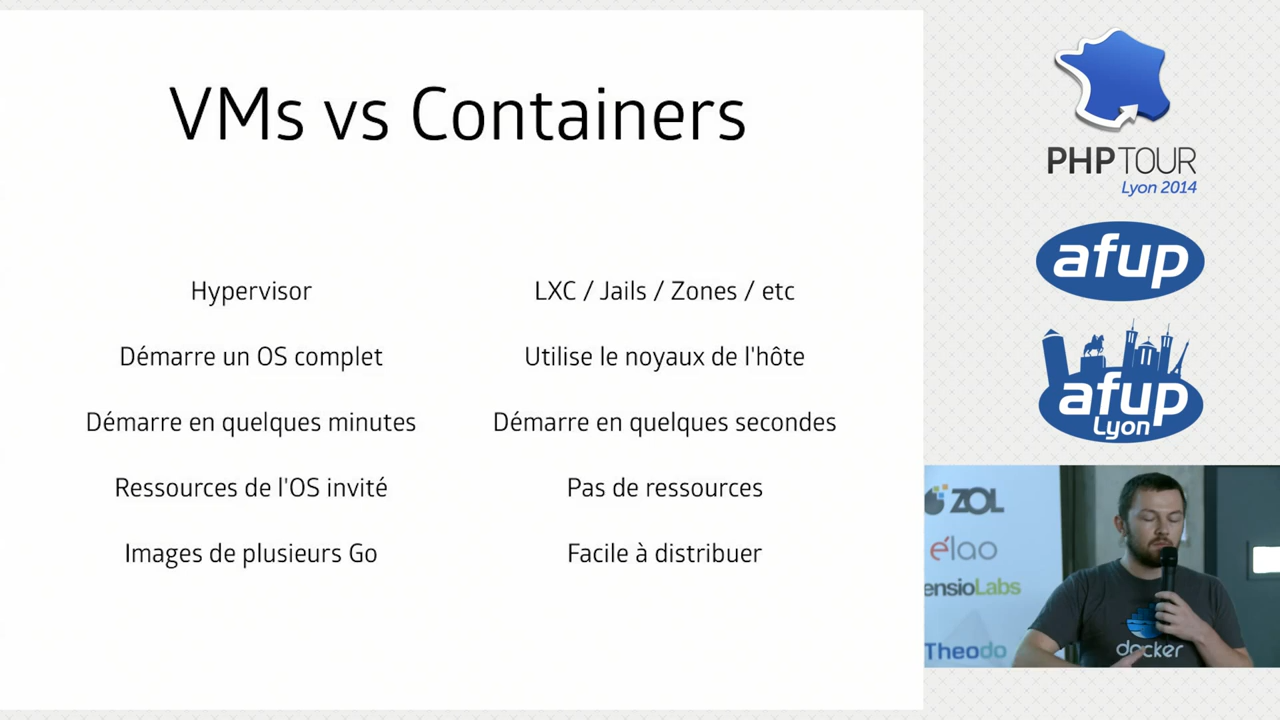 VMs vs Containers
Hypervisor
LXC / Jails / Zones / etc
Démarre un OS complet
Utilise le noyaux de l'hôte
Démarre en quelques minutes
Démarre en quelques secondes
Ressources de l'OS invité
Pas de ressources
Images de plusieurs Go
Facile à distribuer
PHP TOUR
Lyon 2014
afup
afup
Lyon
ZOL
élao
ensioLabs
Theodo
docker